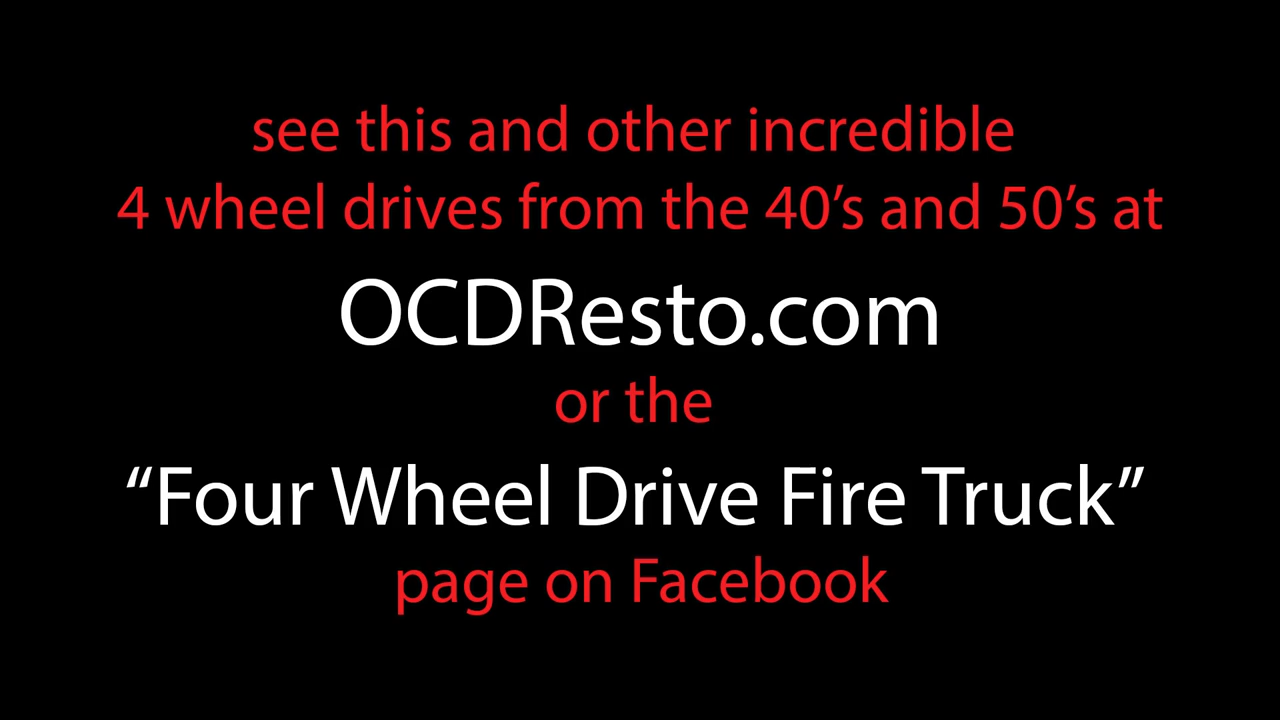 see this and other incredible
4 wheel drives from the 40’s and 50’s at
OCDResto.com
or the
“Four Wheel Drive Fire Truck”
page on Facebook